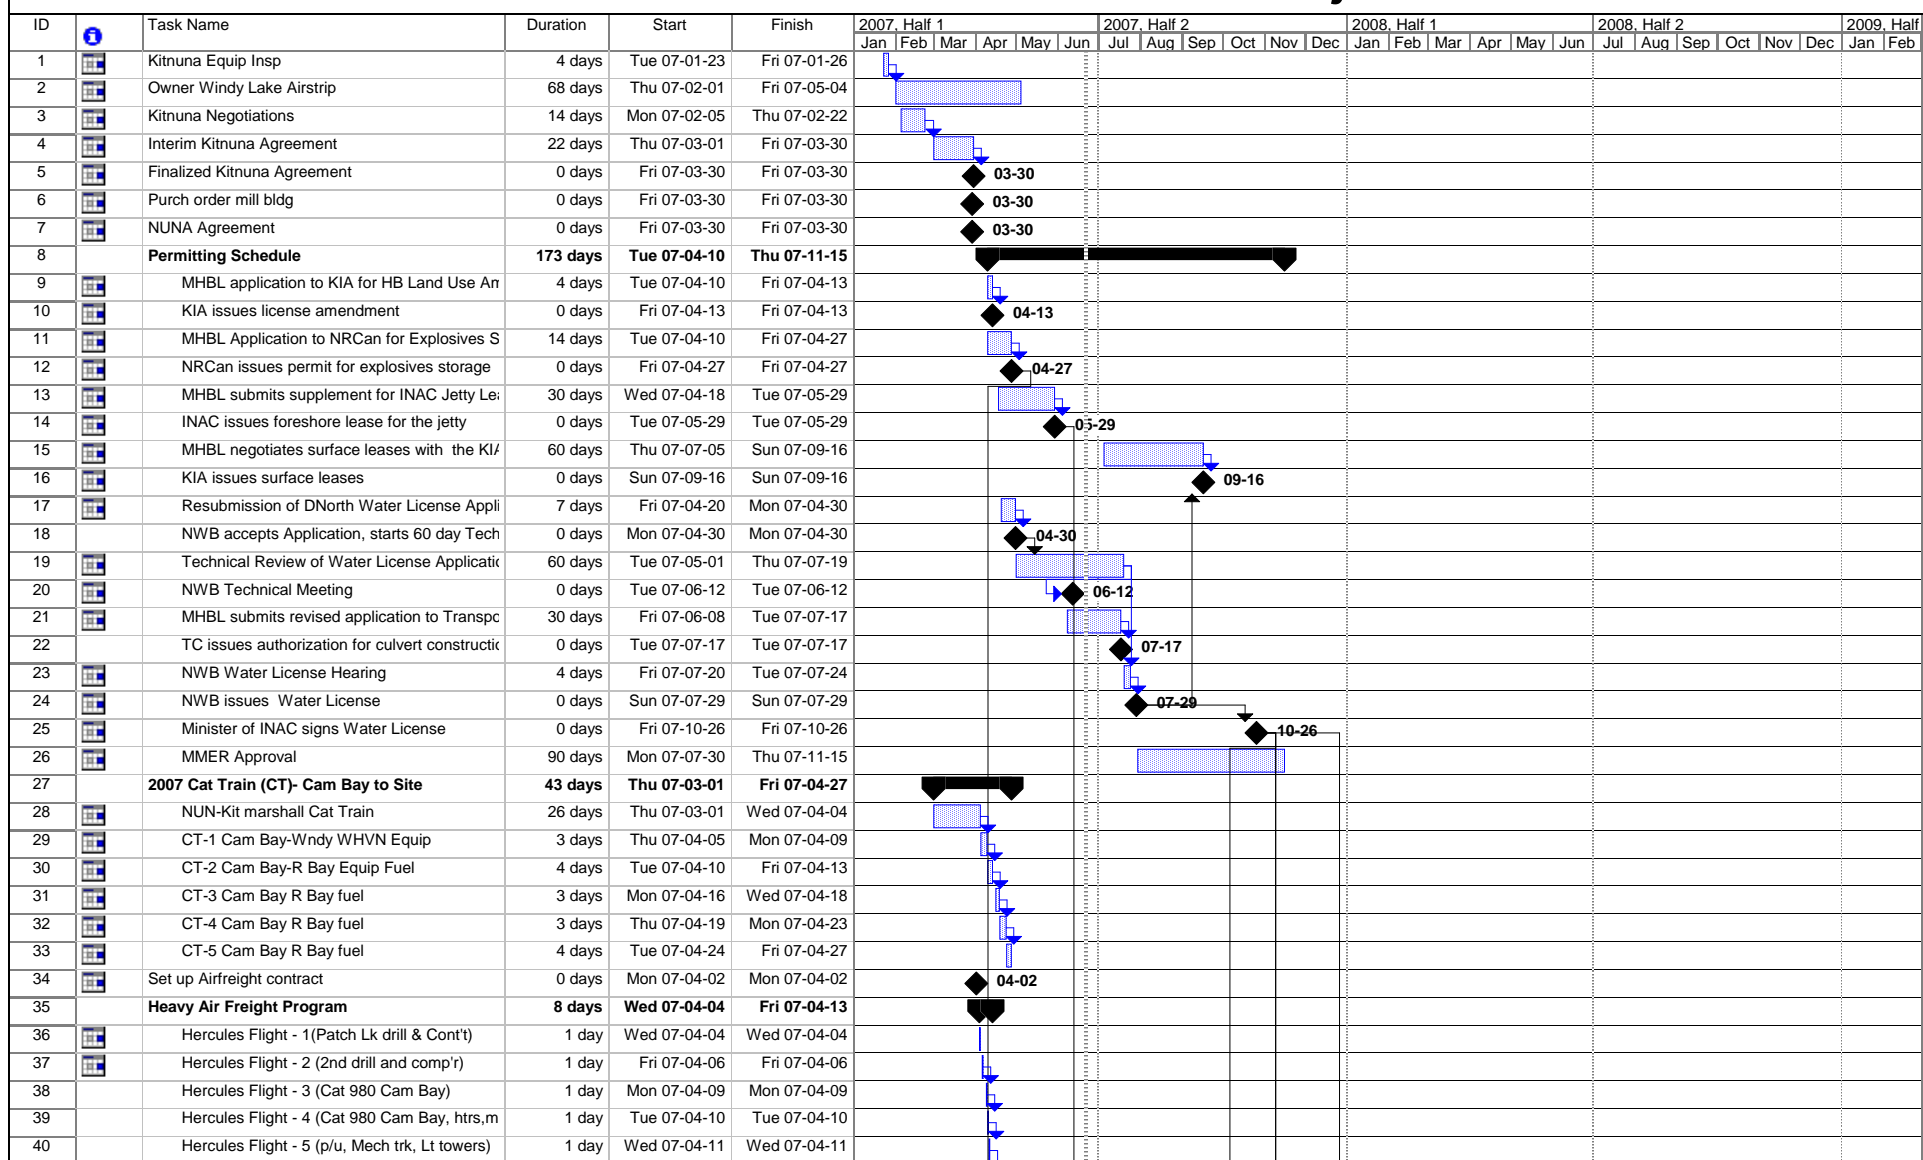 ID Task Name Duration Start Finish 2007, Half 1 2007, Half 2 2008, Half 1 2008, Half 2 2009, Half
Jan Feb Mar Apr May Jun Jul Aug Sep Oct Nov Dec Jan Feb Mar Apr May Jun Jul Aug Sep Oct Nov Dec Jan Feb
1 Kitnuna Equip Insp 4 days Tue 07-01-23 Fri 07-01-26
2 Owner Windy Lake Airstrip 68 days Thu 07-02-01 Fri 07-05-04
3 Kitnuna Negotiations 14 days Mon 07-02-05 Thu 07-02-22
4 Interim Kitnuna Agreement 22 days Thu 07-03-01 Fri 07-03-30
5 Finalized Kitnuna Agreement 0 days Fri 07-03-30 Fri 07-03-30 03-30
6 Purch order mill bldg 0 days Fri 07-03-30 Fri 07-03-30 03-30
7 NUNA Agreement 0 days Fri 07-03-30 Fri 07-03-30 03-30
8 Permitting Schedule 173 days Tue 07-04-10 Thu 07-11-15
9 MHBL application to KIA for HB Land Use Am 4 days Tue 07-04-10 Fri 07-04-13
10 KIA issues license amendment 0 days Fri 07-04-13 Fri 07-04-13 04-13
11 MHBL Application to NRCan for Explosives S 14 days Tue 07-04-10 Fri 07-04-27
12 NRCan issues permit for explosives storage 0 days Fri 07-04-27 Fri 07-04-27 04-27
13 MHBL submits supplement for INAC Jetty Lea 30 days Wed 07-04-18 Tue 07-05-29
14 INAC issues foreshore lease for the jetty 0 days Tue 07-05-29 Tue 07-05-29 05-29
15 MHBL negotiates surface leases with the KIA 60 days Thu 07-07-05 Sun 07-09-16
16 KIA issues surface leases 0 days Sun 07-09-16 Sun 07-09-16 09-16
17 Resubmission of DNorth Water License Appli 7 days Fri 07-04-20 Mon 07-04-30
18 NWB accepts Application, starts 60 day Tech 0 days Mon 07-04-30 Mon 07-04-30 04-30
19 Technical Review of Water License Applicatic 60 days Tue 07-05-01 Thu 07-07-19
20 NWB Technical Meeting 0 days Tue 07-06-12 Tue 07-06-12 06-12
21 MHBL submits revised application to Transpo 30 days Fri 07-06-08 Tue 07-07-17
22 TC issues authorization for culvert constructic 0 days Tue 07-07-17 Tue 07-07-17 07-17
23 NWB Water License Hearing 4 days Fri 07-07-20 Tue 07-07-24
24 NWB issues Water License 0 days Sun 07-07-29 Sun 07-07-29 07-29
25 Minister of INAC signs Water License 0 days Fri 07-10-26 Fri 07-10-26 10-26
26 MMER Approval 90 days Mon 07-07-30 Thu 07-11-15
27 2007 Cat Train (CT)- Cam Bay to Site 43 days Thu 07-03-01 Fri 07-04-27
28 NUN-Kit marshall Cat Train 26 days Thu 07-03-01 Wed 07-04-04
29 CT-1 Cam Bay-Wndy WHVN Equip 3 days Thu 07-04-05 Mon 07-04-09
30 CT-2 Cam Bay-R Bay Equip Fuel 4 days Tue 07-04-10 Fri 07-04-13
31 CT-3 Cam Bay R Bay fuel 3 days Mon 07-04-16 Wed 07-04-18
32 CT-4 Cam Bay R Bay fuel 3 days Thu 07-04-19 Mon 07-04-23
33 CT-5 Cam Bay R Bay fuel 4 days Tue 07-04-24 Fri 07-04-27
34 Set up Airfreight contract 0 days Mon 07-04-02 Mon 07-04-02 04-02
35 Heavy Air Freight Program 8 days Wed 07-04-04 Fri 07-04-13
36 Hercules Flight - 1(Patch Lk drill & Cont't) 1 day Wed 07-04-04 Wed 07-04-04
37 Hercules Flight - 2 (2nd drill and comp'r) 1 day Fri 07-04-06 Fri 07-04-06
38 Hercules Flight - 3 (Cat 980 Cam Bay) 1 day Mon 07-04-09 Mon 07-04-09
39 Hercules Flight - 4 (Cat 980 Cam Bay, htrs,m 1 day Tue 07-04-10 Tue 07-04-10
40 Hercules Flight - 5 (p/u, Mech trk, Lt towers) 1 day Wed 07-04-11 Wed 07-04-11